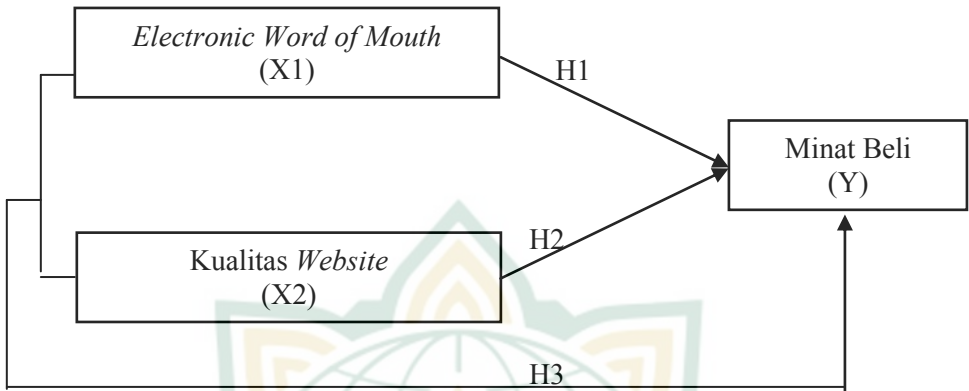 Electronic Word of Mouth
(X1)
H1
Minat Beli
(Y)
H2
Kualitas Website
(X2)
H3